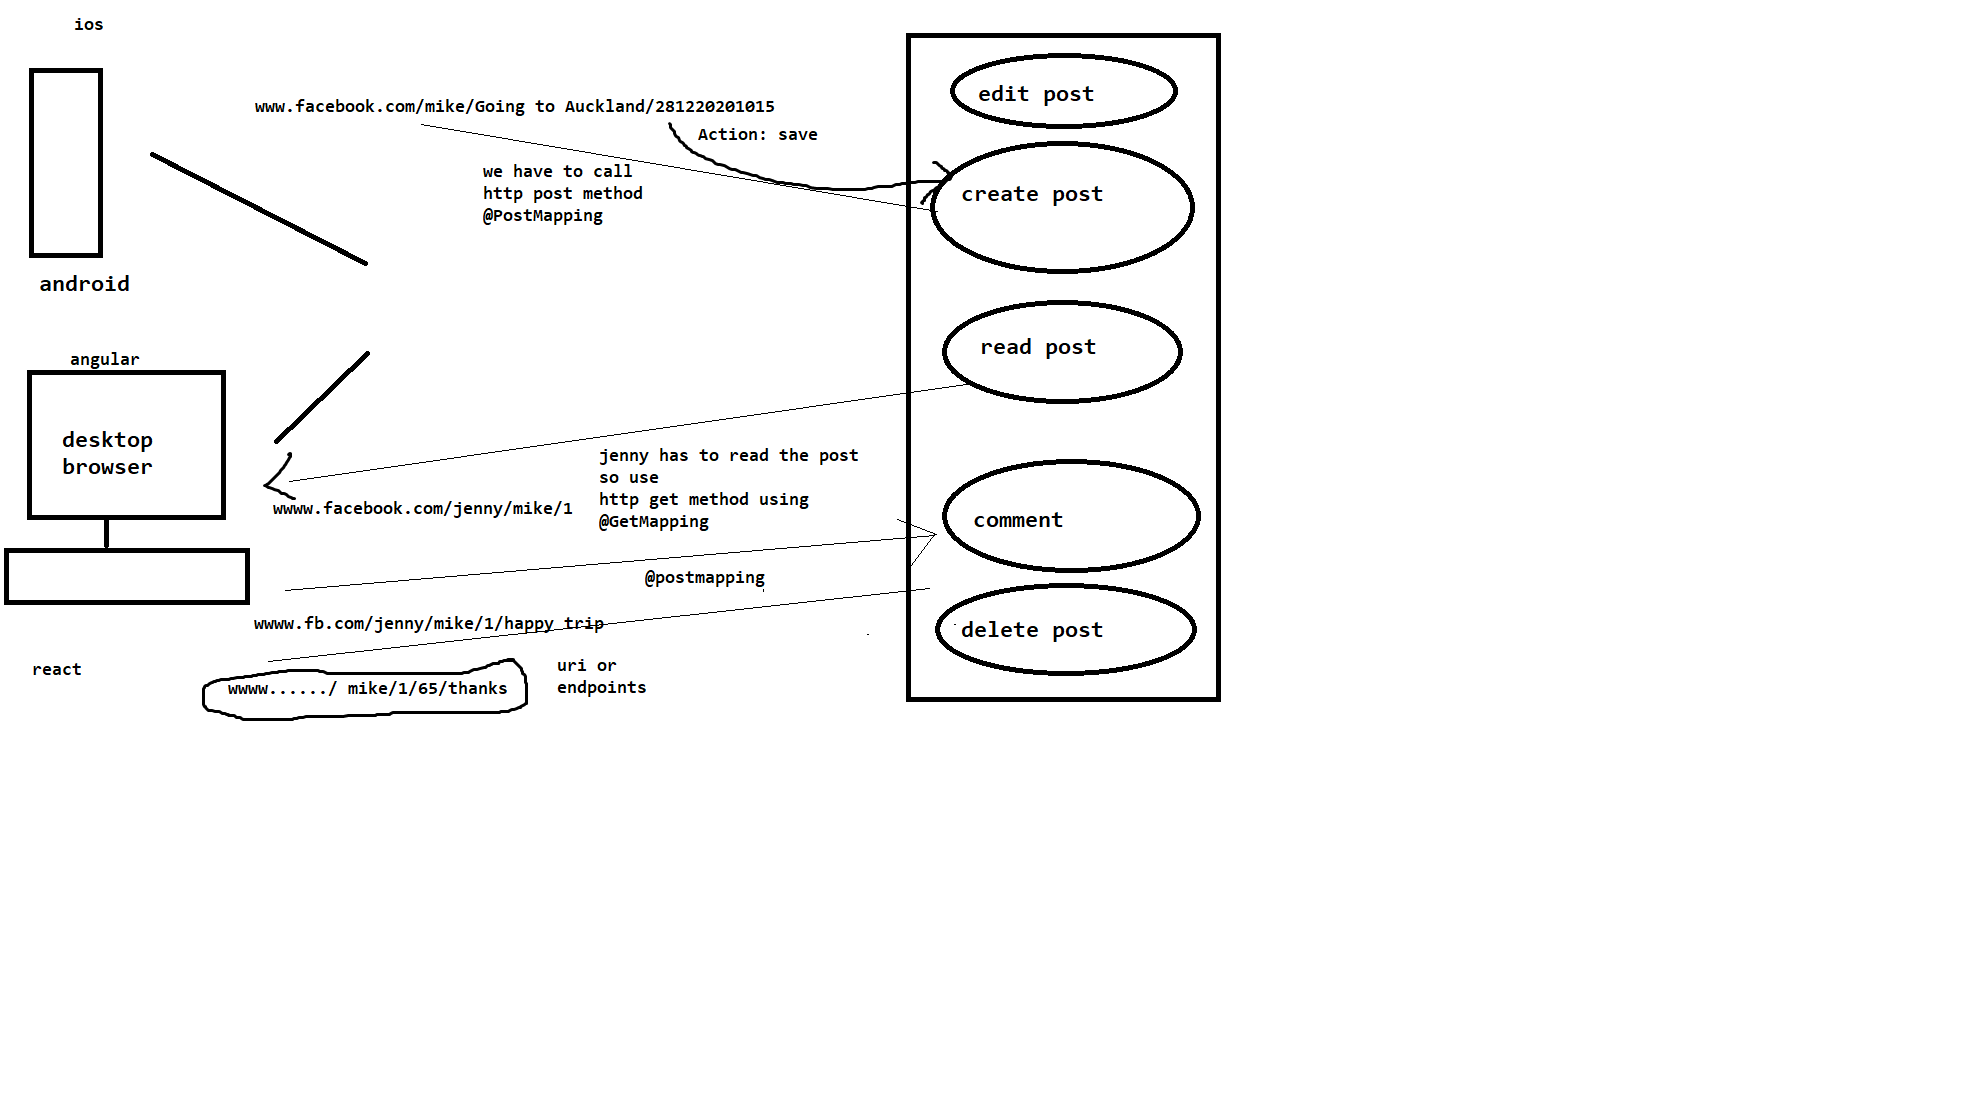 ios
www.facebook.com/mike/Going to Auckland/281220201015
Action: save
we have to call
http post method
@PostMapping
android
angular
desktop
browser
wwww.facebook.com/jenny/mike/1
jenny has to read the post
so use
http get method using
@GetMapping
@postmapping
wwww.fb.com/jenny/mike/1/happy trip
react
wwww....../ mike/1/65/thanks
uri or
endpoints
edit post
create post
read post
comment
delete post